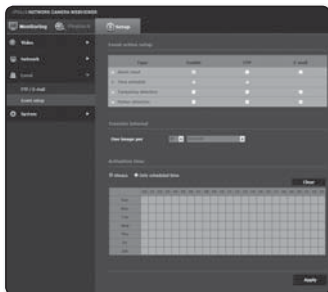 NETWORK CAMERA WEBVIEWER
Monitoring
Playback
Setup
Video
Network
Event
FTP / E-mail
Event setup
System
Event action setup
Type Enable FTP E-mail
Alarm input
Time schedule
Tampering detection
Motion detection
Transfer interval
One image per
Activation time
Always Only scheduled time
Clear
Sun
Mon
Tue
Wed
Thu
Fri
Sat
Apply